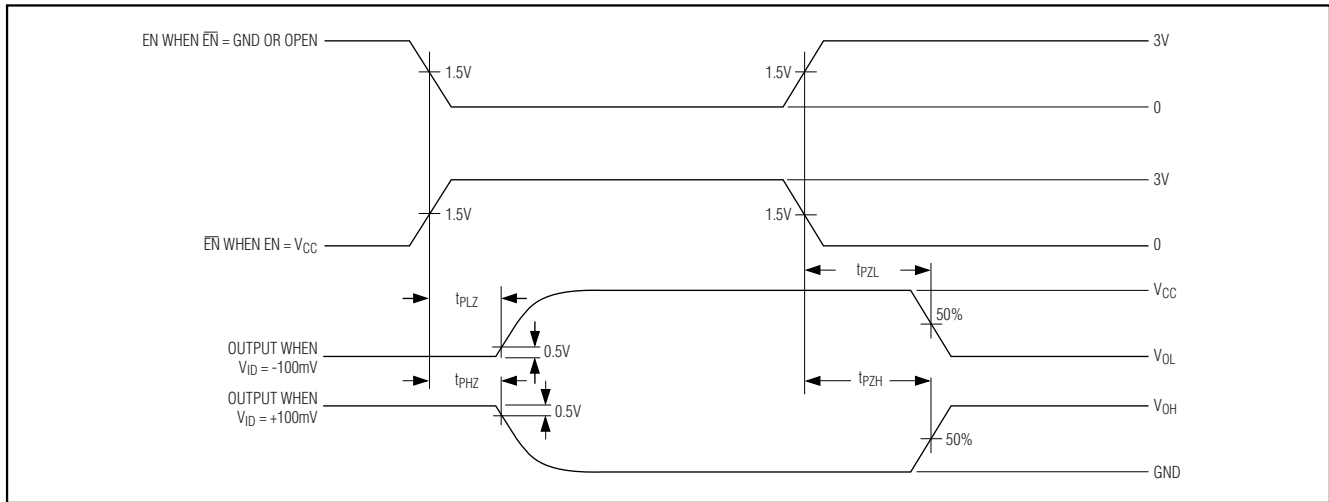 EN WHEN E̅N̅ = GND OR OPEN
3V
1.5V
1.5V
0
3V
1.5V
1.5V
E̅N̅ WHEN EN = VCC
0
tPZL
VCC
tPLZ
50%
0.5V
OUTPUT WHEN
VID = -100mV
VOL
tPHZ
tPZH
OUTPUT WHEN
VID = +100mV
0.5V
VOH
50%
GND